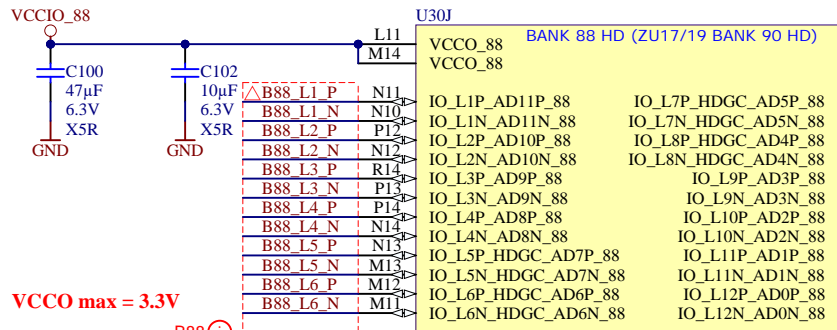 VCCIO_88
U30J
L11 VCCO_88 BANK 88 HD (ZU17/19 BANK 90 HD)
M14 VCCO_88
C100
47µF
6.3V
X5R
GND
C102
10µF
6.3V
X5R
GND
B88_L1_P N11 IO_L1P_AD11P_88 IO_L7P_HDGC_AD5P_88
B88_L1_N N10 IO_L1N_AD11N_88 IO_L7N_HDGC_AD5N_88
B88_L2_P P12 IO_L2P_AD10P_88 IO_L8P_HDGC_AD4P_88
B88_L2_N N12 IO_L2N_AD10N_88 IO_L8N_HDGC_AD4N_88
B88_L3_P R14 IO_L3P_AD9P_88 IO_L9P_AD3P_88
B88_L3_N P13 IO_L3N_AD9N_88 IO_L9N_AD3N_88
B88_L4_P P14 IO_L4P_AD8P_88 IO_L10P_AD2P_88
B88_L4_N N14 IO_L4N_AD8N_88 IO_L10N_AD2N_88
B88_L5_P N13 IO_L5P_HDGC_AD7P_88 IO_L11P_AD1P_88
B88_L5_N M13 IO_L5N_HDGC_AD7N_88 IO_L11N_AD1N_88
B88_L6_P M12 IO_L6P_HDGC_AD6P_88 IO_L12P_AD0P_88
B88_L6_N M11 IO_L6N_HDGC_AD6N_88 IO_L12N_AD0N_88
VCCO max = 3.3V
B88